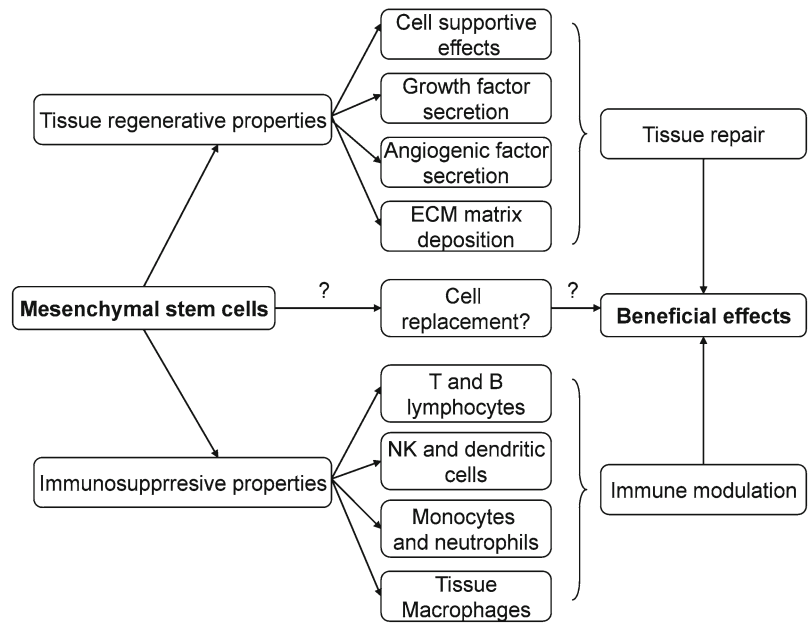 Cell supportive
effects
Growth factor
secretion
Tissue regenerative properties
Tissue repair
Angiogenic factor
secretion
ECM matrix
deposition
Mesenchymal stem cells
?
Cell
replacement?
?
Beneficial effects
T and B
lymphocytes
NK and dendritic
cells
Immunosupprresive properties
Immune modulation
Monocytes
and neutrophils
Tissue
Macrophages